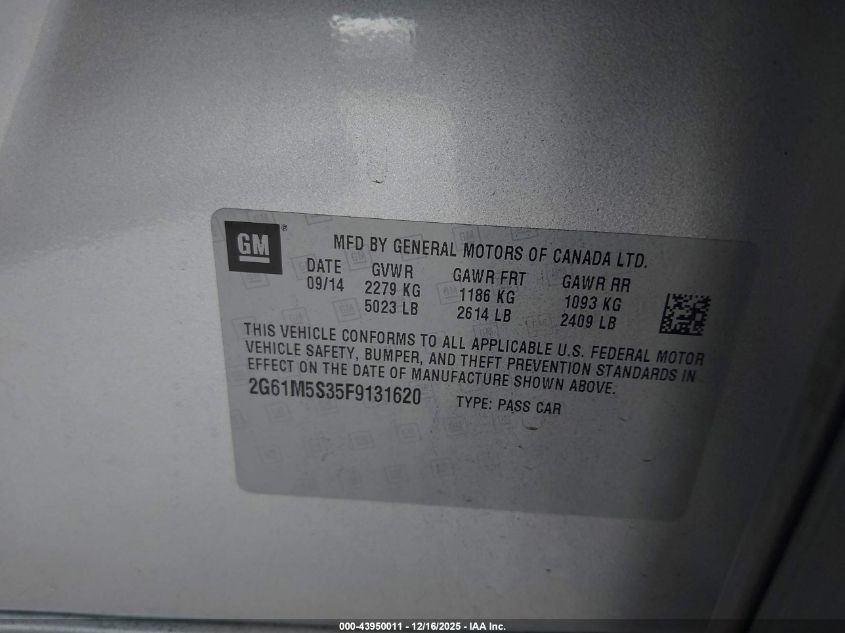 GM®
MFD BY GENERAL MOTORS OF CANADA LTD.
DATE GVWR GAWR FRT GAWR RR
09/14 2279 KG 1186 KG 1093 KG
5023 LB 2614 LB 2409 LB
THIS VEHICLE CONFORMS TO ALL APPLICABLE U.S. FEDERAL MOTOR
VEHICLE SAFETY, BUMPER, AND THEFT PREVENTION STANDARDS IN
EFFECT ON THE DATE OF MANUFACTURE SHOWN ABOVE.
2G61M5S35F9131620 TYPE: PASS CAR
000-43950011 - 12/16/2025 - IAA Inc.